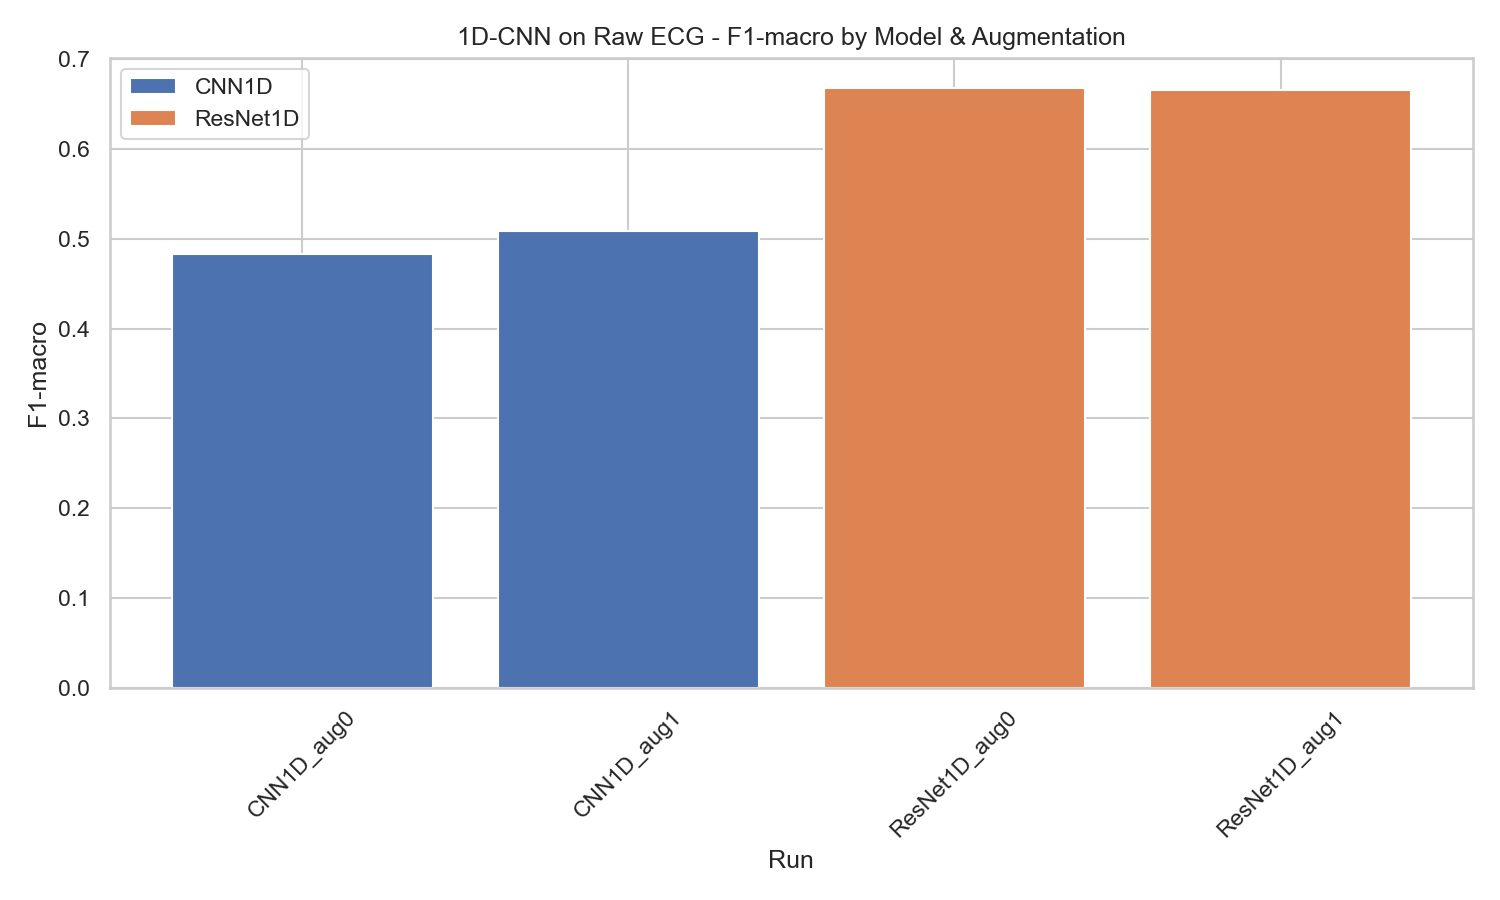 1D-CNN on Raw ECG - F1-macro by Model & Augmentation
CNN1D
ResNet1D
F1-macro
0.7
0.6
0.5
0.4
0.3
0.2
0.1
0.0
CNN1D_aug0
CNN1D_aug1
ResNet1D_aug0
ResNet1D_aug1
Run